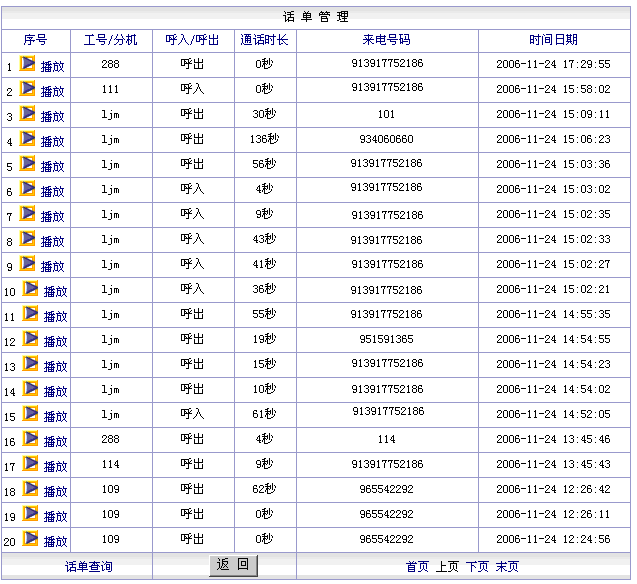 话 单 管 理
序号 工号/分机 呼入/呼出 通话时长 来电号码 时间日期
1 播放 288 呼出 0秒 913917752186 2006-11-24 17:29:55
2 播放 111 呼入 0秒 913917752186 2006-11-24 15:58:02
3 播放 ljm 呼出 30秒 101 2006-11-24 15:09:11
4 播放 ljm 呼出 136秒 934060660 2006-11-24 15:06:23
5 播放 ljm 呼出 56秒 913917752186 2006-11-24 15:03:36
6 播放 ljm 呼入 4秒 913917752186 2006-11-24 15:03:02
7 播放 ljm 呼入 9秒 913917752186 2006-11-24 15:02:35
8 播放 ljm 呼入 43秒 913917752186 2006-11-24 15:02:33
9 播放 ljm 呼入 41秒 913917752186 2006-11-24 15:02:27
10 播放 ljm 呼入 36秒 913917752186 2006-11-24 15:02:21
11 播放 ljm 呼出 55秒 913917752186 2006-11-24 14:55:35
12 播放 ljm 呼出 19秒 951591365 2006-11-24 14:54:55
13 播放 ljm 呼出 15秒 913917752186 2006-11-24 14:54:23
14 播放 ljm 呼出 10秒 913917752186 2006-11-24 14:54:02
15 播放 ljm 呼入 61秒 913917752186 2006-11-24 14:52:05
16 播放 288 呼出 4秒 114 2006-11-24 13:45:46
17 播放 114 呼出 9秒 913917752186 2006-11-24 13:45:43
18 播放 109 呼出 62秒 965542292 2006-11-24 12:26:42
19 播放 109 呼出 0秒 965542292 2006-11-24 12:26:11
20 播放 109 呼出 0秒 965542292 2006-11-24 12:24:56
话单查询 返 回 首页 上页 下页 末页